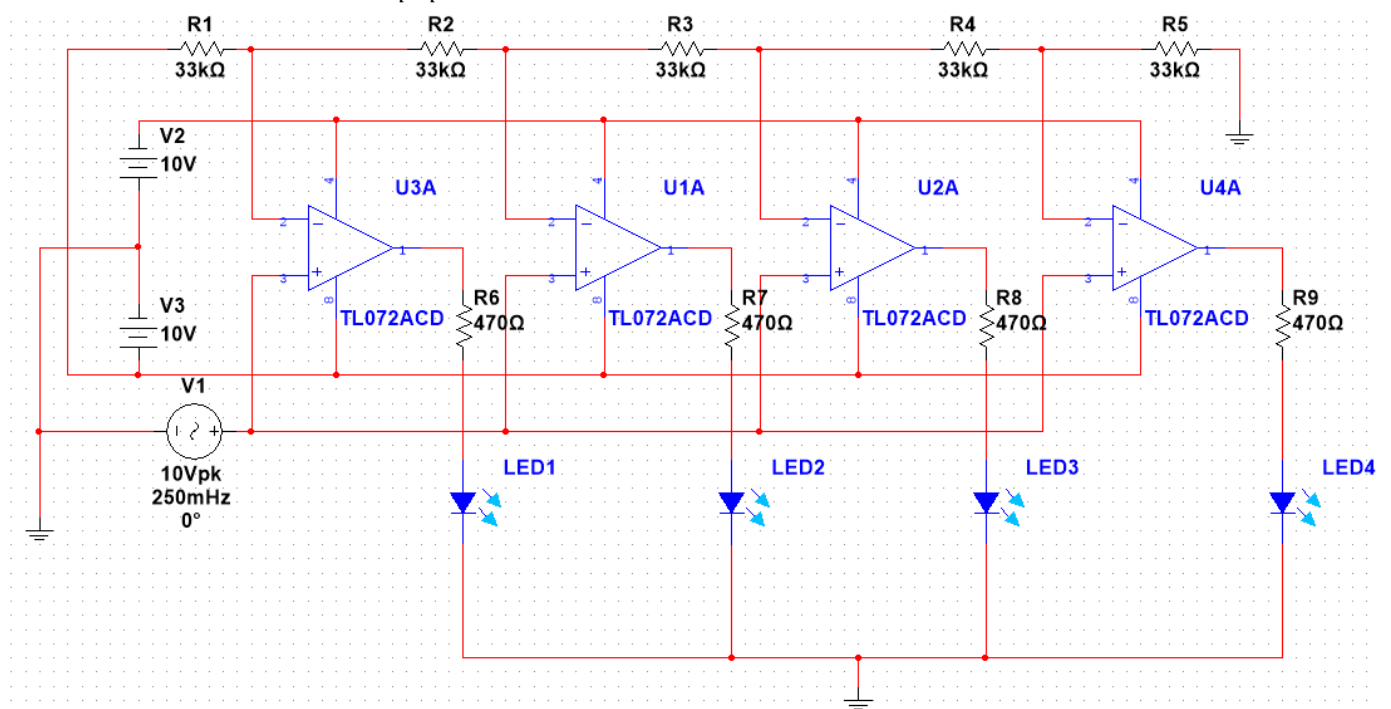 R1
33kΩ
R2
33kΩ
R3
33kΩ
R4
33kΩ
R5
33kΩ
V2
10V
V3
10V
U3A
4
2
3
1
8
TL072ACD
U1A
4
2
3
1
8
TL072ACD
U2A
4
2
3
1
8
TL072ACD
U4A
4
2
3
1
8
TL072ACD
R6
470Ω
R7
470Ω
R8
470Ω
R9
470Ω
V1
10Vpk
250mHz
0°
LED1
LED2
LED3
LED4